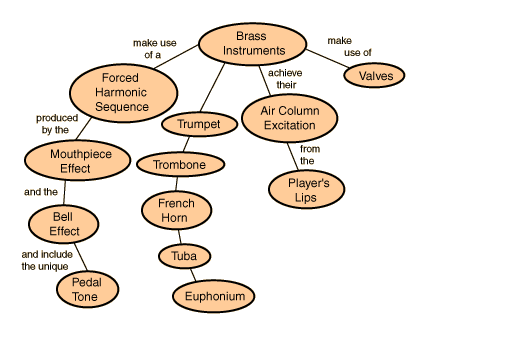 Brass
Instruments
make use
of a
make
use of
achieve
their
Valves
Forced
Harmonic
Sequence
Trumpet
Air Column
Excitation
produced
by the
from
the
Mouthpiece
Effect
Trombone
Player's
Lips
and the
French
Horn
Bell
Effect
and include
the unique
Tuba
Pedal
Tone
Euphonium